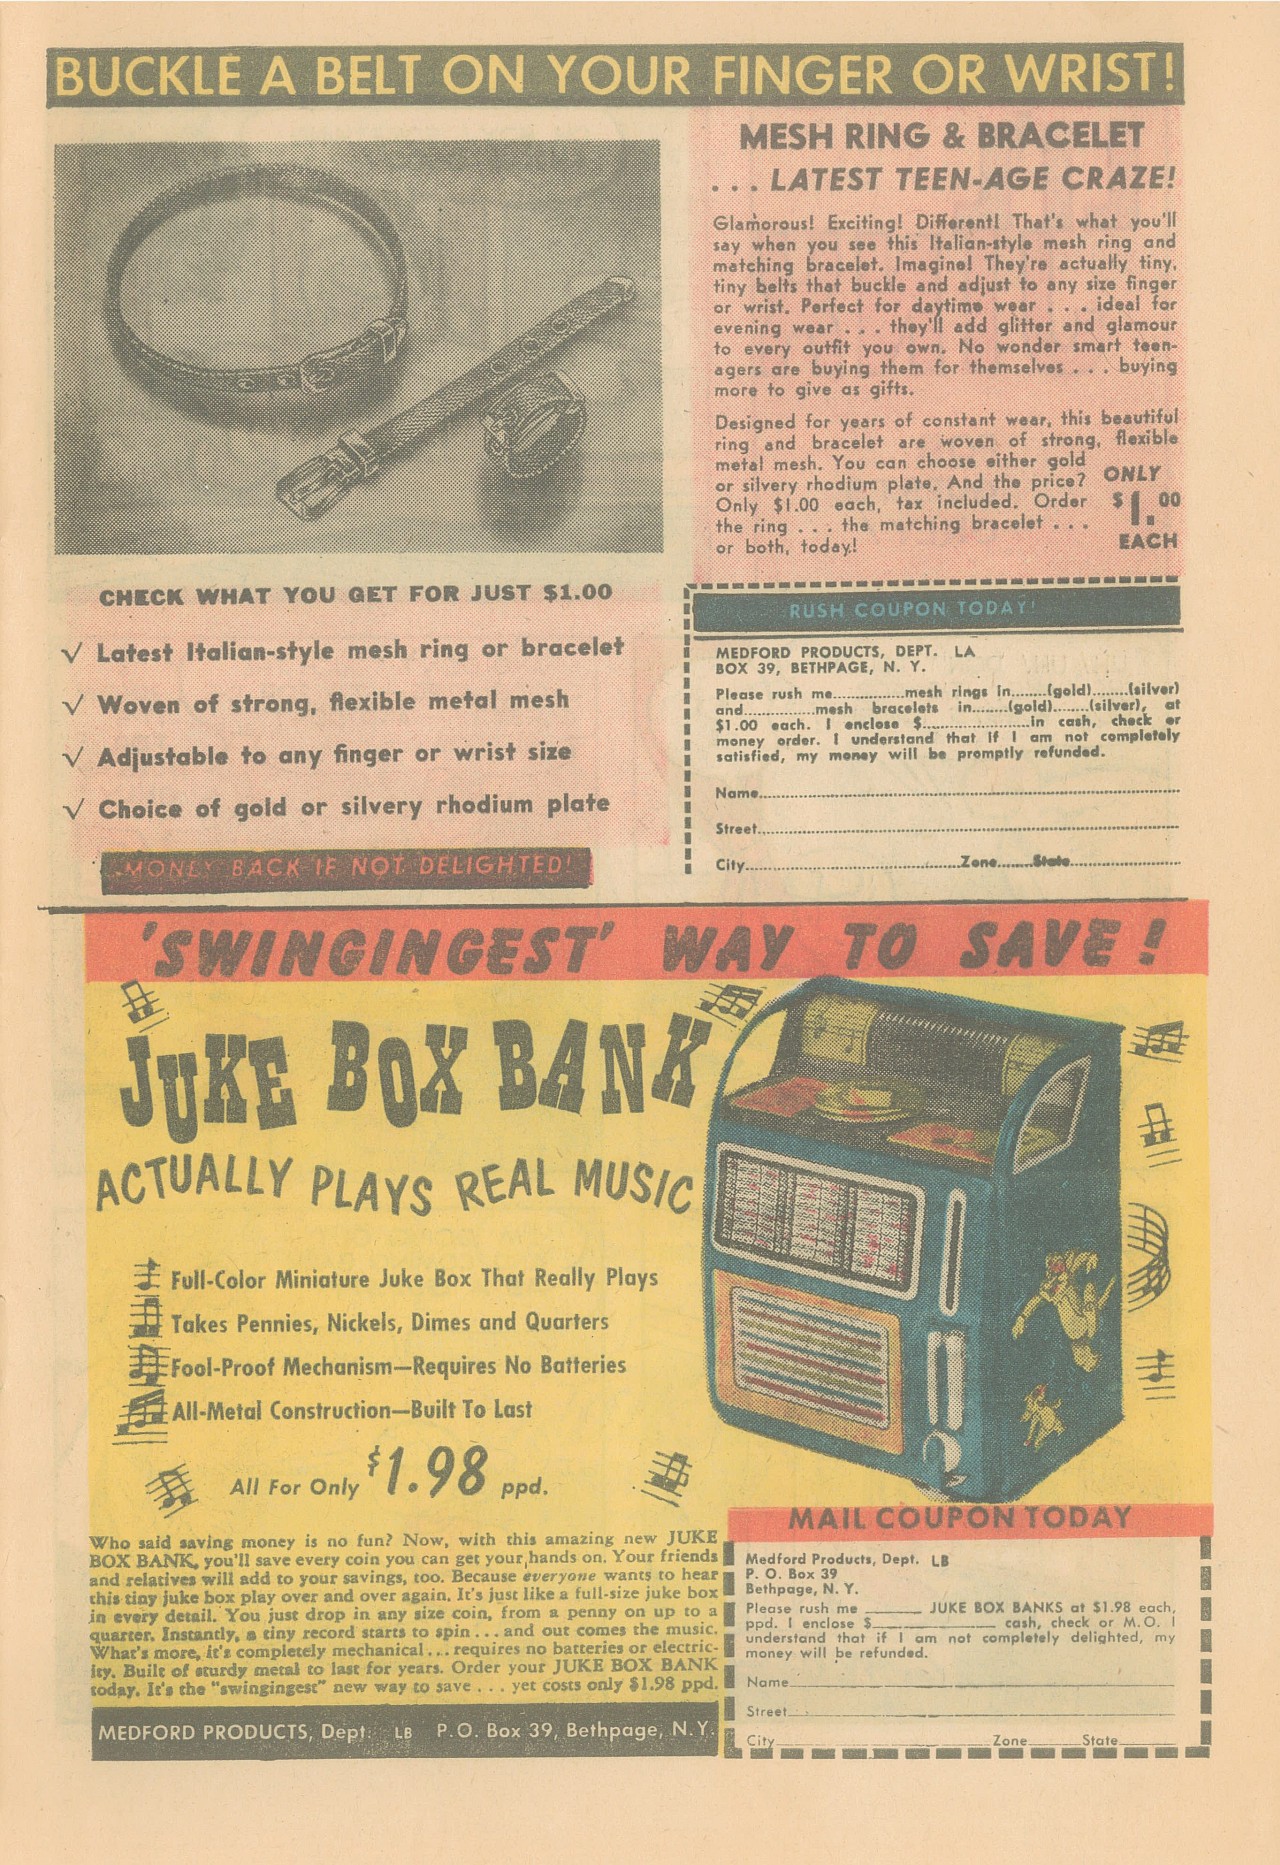 BUCKLE A BELT ON YOUR FINGER OR WRIST!
MESH RING & BRACELET
... LATEST TEEN-AGE CRAZE!
Glamorous! Exciting! Different! That's what you'll
say when you see this Italian-style mesh ring and
matching bracelet. Imagine! They're actually tiny,
tiny belts that buckle and adjust to any size finger
or wrist. Perfect for daytime wear . . . ideal for
evening wear . . . they'll add glitter and glamour
to every outfit you own. No wonder smart teen-
agers are buying them for themselves . . . buying
more to give as gifts.
Designed for years of constant wear, this beautiful
ring and bracelet are woven of strong, flexible
metal mesh. You can choose either gold
or silvery rhodium plate. And the price?
Only $1.00 each, tax included. Order
the ring . . . the matching bracelet . . .
or both, today!
ONLY
$1.00
EACH
CHECK WHAT YOU GET FOR JUST $1.00
√ Latest Italian-style mesh ring or bracelet
√ Woven of strong, flexible metal mesh
√ Adjustable to any finger or wrist size
√ Choice of gold or silvery rhodium plate
MONEY BACK IF NOT DELIGHTED!
RUSH COUPON TODAY!
MEDFORD PRODUCTS, DEPT. LA
BOX 39, BETHPAGE, N. Y.
Please rush me..............mesh rings in.......(gold).......(silver)
and..............mesh bracelets in.......(gold).......(silver), at
$1.00 each. I enclose $......................in cash, check or
money order. I understand that if I am not completely
satisfied, my money will be promptly refunded.
Name..............................
Street..............................
City..............................Zone.......State..............................
'SWINGINGEST' WAY TO SAVE!
JUKE BOX BANK
ACTUALLY PLAYS REAL MUSIC
Full-Color Miniature Juke Box That Really Plays
Takes Pennies, Nickels, Dimes and Quarters
Fool-Proof Mechanism—Requires No Batteries
All-Metal Construction—Built To Last
All For Only $1.98 ppd.
Who said saving money is no fun? Now, with this amazing new JUKE
BOX BANK, you'll save every coin you can get your hands on. Your friends
and relatives will add to your savings, too. Because everyone wants to hear
this tiny juke box play over and over again. It's just like a full-size juke box
in every detail. You just drop in any size coin, from a penny on up to a
quarter. Instantly, a tiny record starts to spin . . . and out comes the music.
What's more, it's completely mechanical . . . requires no batteries or electric-
ity. Built of sturdy metal to last for years. Order your JUKE BOX BANK
today. It's the "swingingest" new way to save . . . yet costs only $1.98 ppd.
MEDFORD PRODUCTS, Dept. LB P.O. Box 39, Bethpage, N.Y.
MAIL COUPON TODAY
Medford Products, Dept. LB
P. O. Box 39
Bethpage, N. Y.
Please rush me ______ JUKE BOX BANKS at $1.98 each,
ppd. I enclose $____________ cash, check or M.O. I
understand that if I am not completely delighted, my
money will be refunded.
Name______________
Street______________
City______________ Zone______ State______